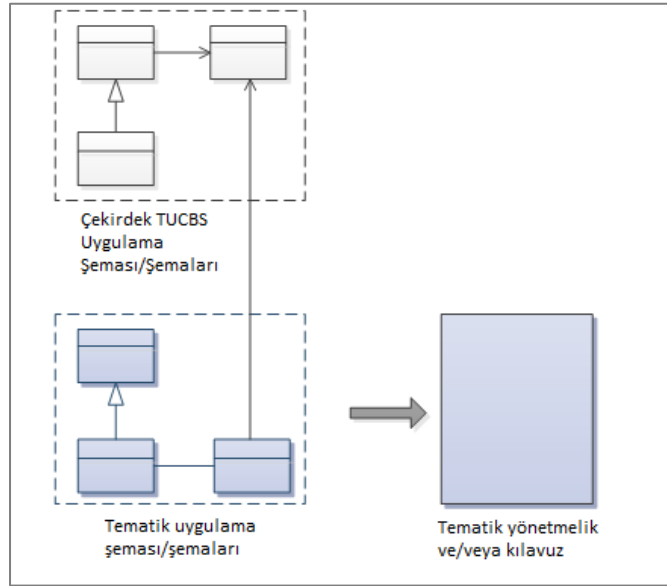 Çekirdek TUCBS
Uygulama
Şeması/Şemaları
Tematik uygulama
şeması/şemaları
Tematik yönetmelik
ve/veya kılavuz